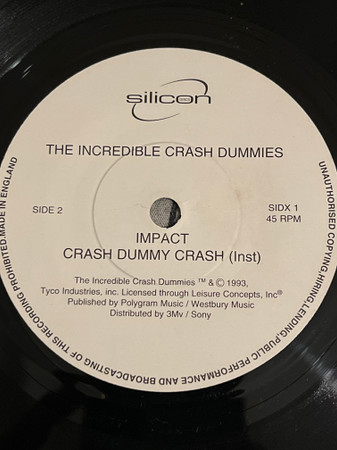 silicon
THE INCREDIBLE CRASH DUMMIES
SIDE 2
SIDX 1
45 RPM
IMPACT
CRASH DUMMY CRASH (Inst)
The Incredible Crash Dummies ™ & © 1993,
Tyco Industries, inc. Licensed through Leisure Concepts, Inc®
Published by Polygram Music / Westbury Music
Distributed by 3Mv / Sony
UNAUTHORISED COPYING,HIRING,LENDING,PUBLIC PERFORMANCE AND BROADCASTING OF THIS RECORDING PROHIBITED.MADE IN ENGLAND